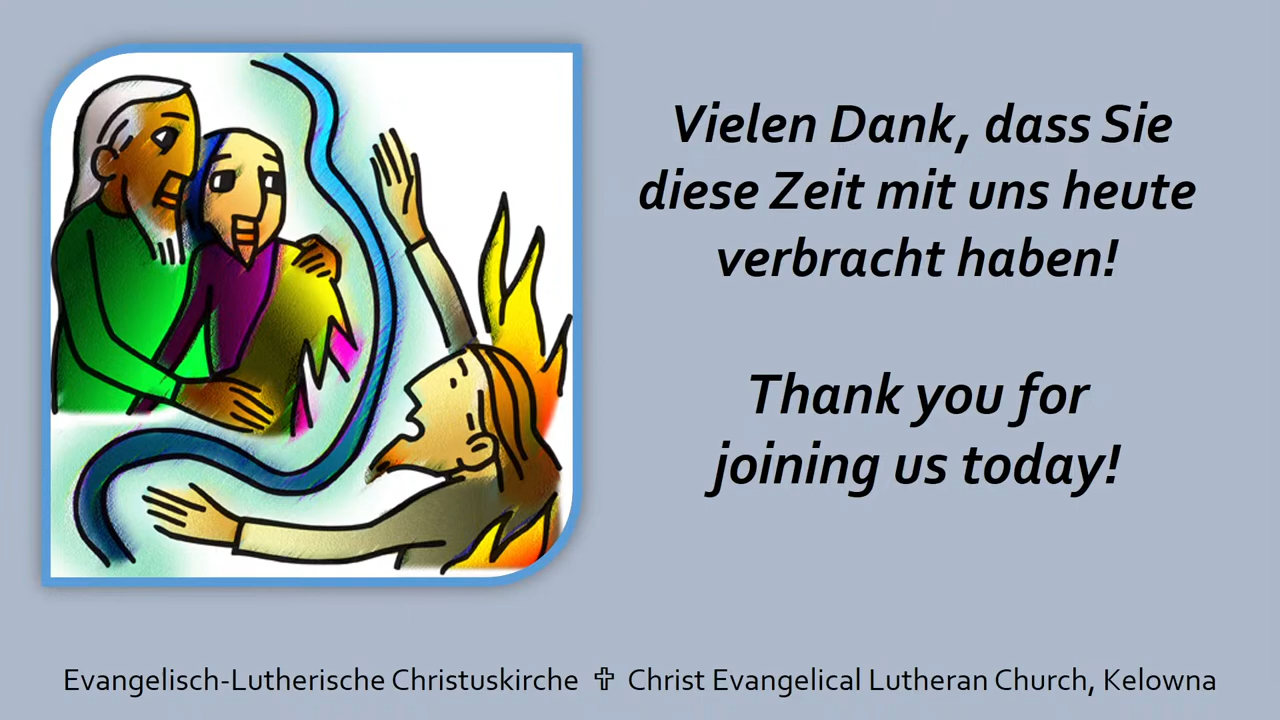 Vielen Dank, dass Sie
diese Zeit mit uns heute
verbracht haben!
Thank you for
joining us today!
Evangelisch-Lutherische Christuskirche ✞ Christ Evangelical Lutheran Church, Kelowna